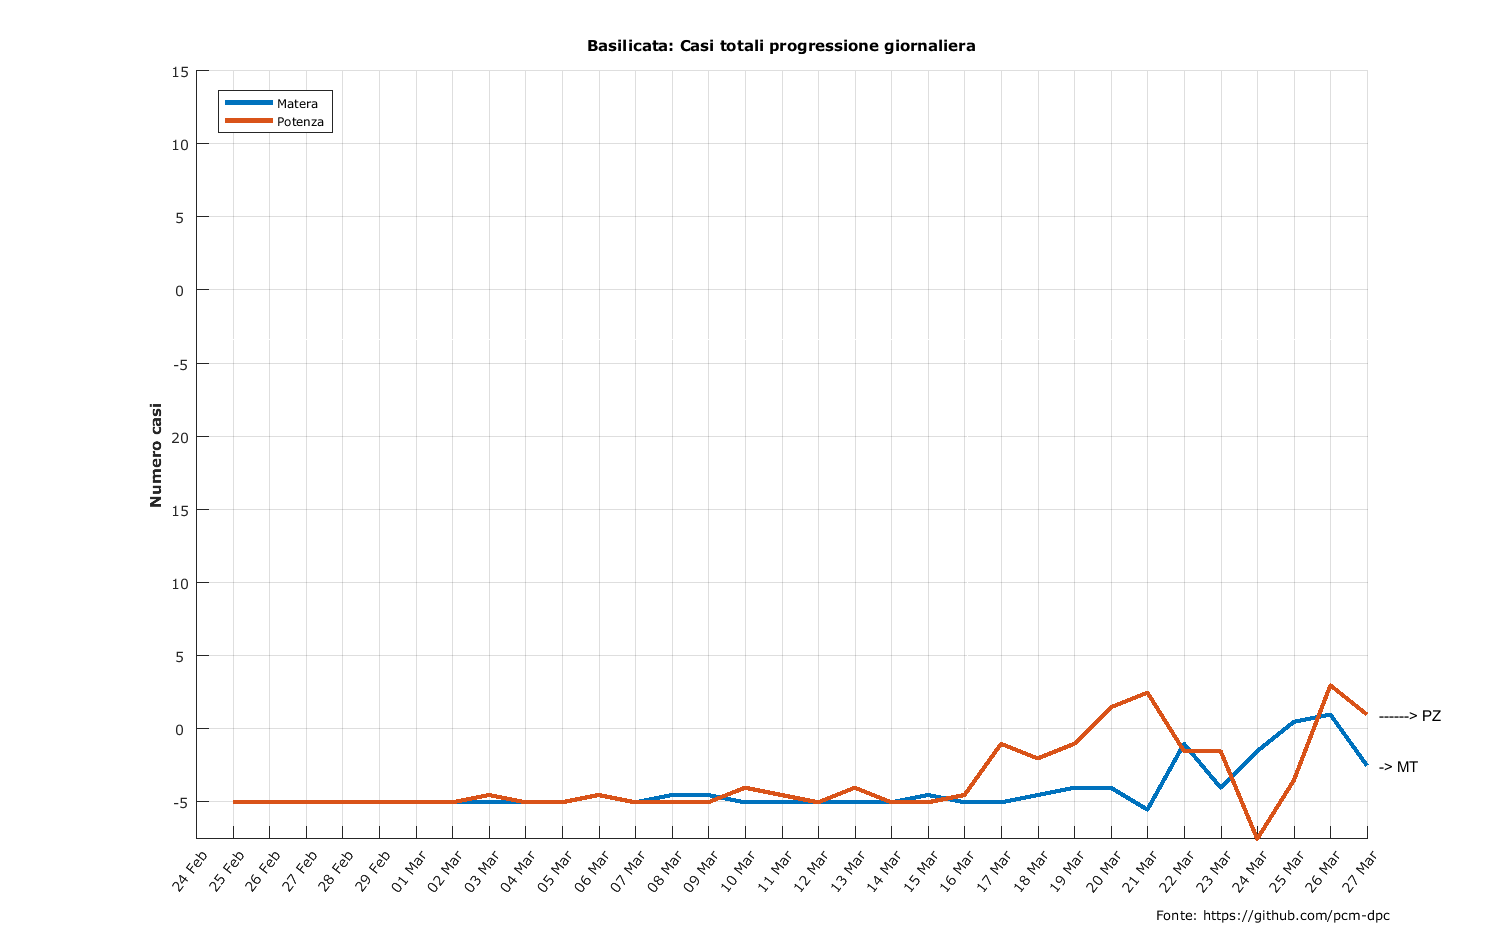 Basilicata: Casi totali progressione giornaliera
15
Matera
Potenza
10
5
0
-5
Numero casi
20
15
10
5
0
-5
------> PZ
-> MT
24 Feb
25 Feb
26 Feb
27 Feb
28 Feb
29 Feb
01 Mar
02 Mar
03 Mar
04 Mar
05 Mar
06 Mar
07 Mar
08 Mar
09 Mar
10 Mar
11 Mar
12 Mar
13 Mar
14 Mar
15 Mar
16 Mar
17 Mar
18 Mar
19 Mar
20 Mar
21 Mar
22 Mar
23 Mar
24 Mar
25 Mar
26 Mar
27 Mar
Fonte: https://github.com/pcm-dpc